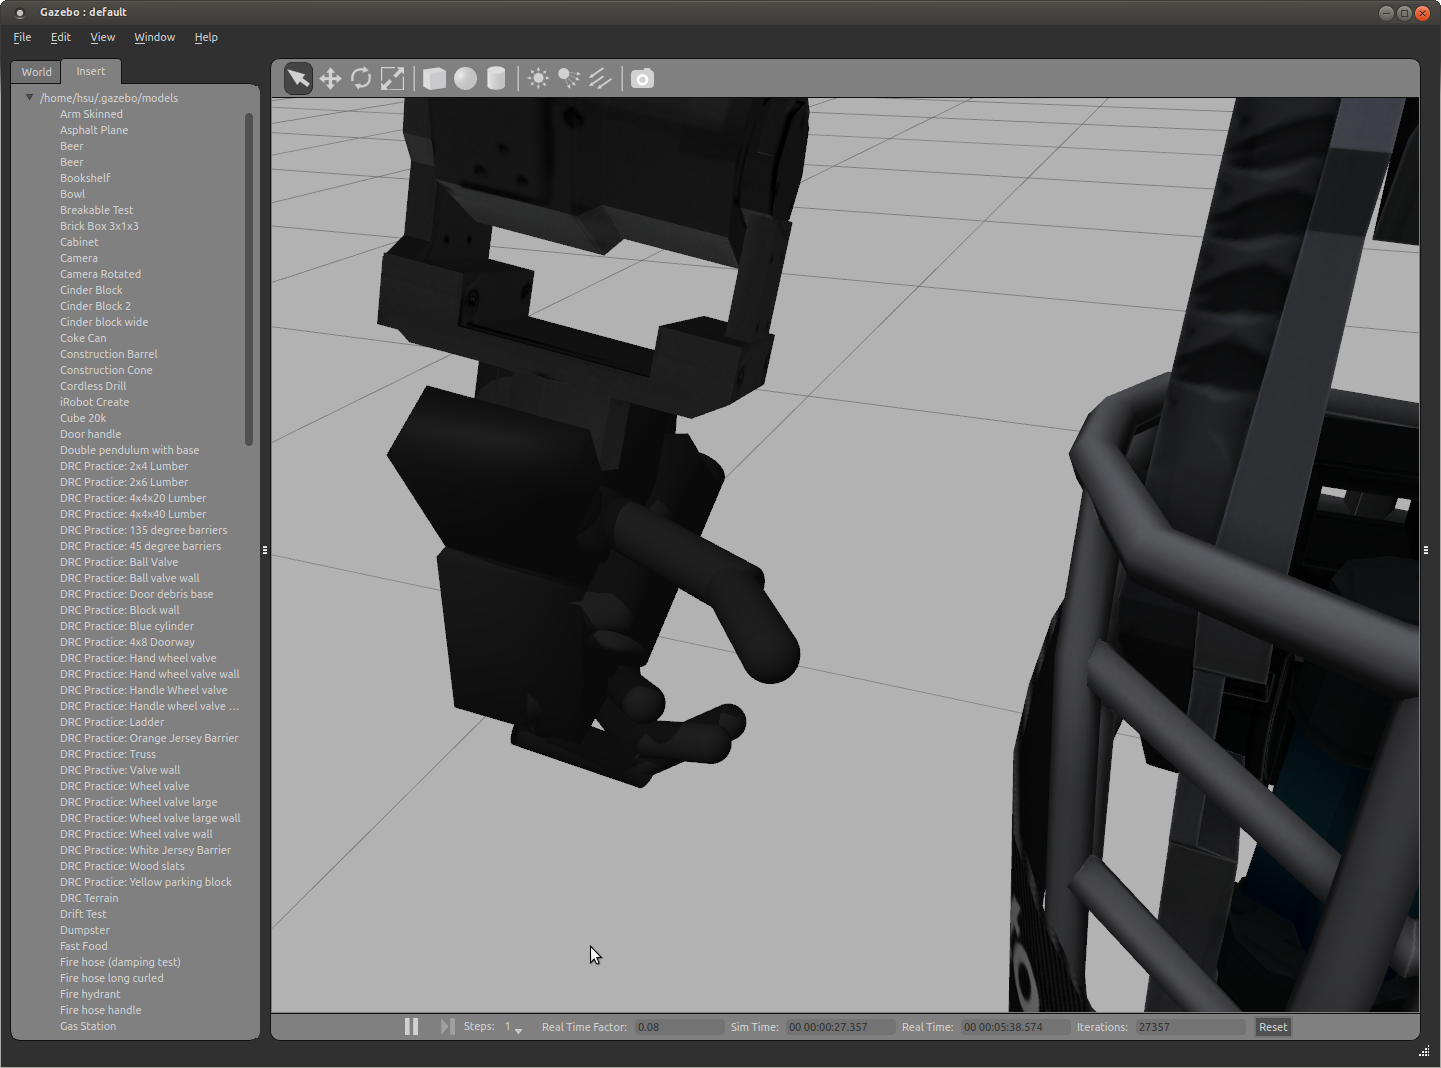 Gazebo : default
File Edit View Window Help
World Insert
/home/hsu/.gazebo/models
Arm Skinned
Asphalt Plane
Beer
Beer
Bookshelf
Bowl
Breakable Test
Brick Box 3x1x3
Cabinet
Camera
Camera Rotated
Cinder Block
Cinder Block 2
Cinder block wide
Coke Can
Construction Barrel
Construction Cone
Cordless Drill
iRobot Create
Cube 20k
Door handle
Double pendulum with base
DRC Practice: 2x4 Lumber
DRC Practice: 2x6 Lumber
DRC Practice: 4x4x20 Lumber
DRC Practice: 4x4x40 Lumber
DRC Practice: 135 degree barriers
DRC Practice: 45 degree barriers
DRC Practice: Ball Valve
DRC Practice: Ball valve wall
DRC Practice: Door debris base
DRC Practice: Block wall
DRC Practice: Blue cylinder
DRC Practice: 4x8 Doorway
DRC Practice: Hand wheel valve
DRC Practice: Hand wheel valve wall
DRC Practice: Handle Wheel valve
DRC Practice: Handle wheel valve ...
DRC Practice: Ladder
DRC Practice: Orange Jersey Barrier
DRC Practice: Truss
DRC Practive: Valve wall
DRC Practice: Wheel valve
DRC Practice: Wheel valve large
DRC Practice: Wheel valve large wall
DRC Practice: Wheel valve wall
DRC Practice: White Jersey Barrier
DRC Practice: Wood slats
DRC Practice: Yellow parking block
DRC Terrain
Drift Test
Dumpster
Fast Food
Fire hose (damping test)
Fire hose long curled
Fire hydrant
Fire hose handle
Gas Station
Steps: 1 Real Time Factor: 0.08 Sim Time: 00 00:00:27.357 Real Time: 00 00:05:38.574 Iterations: 27357 Reset